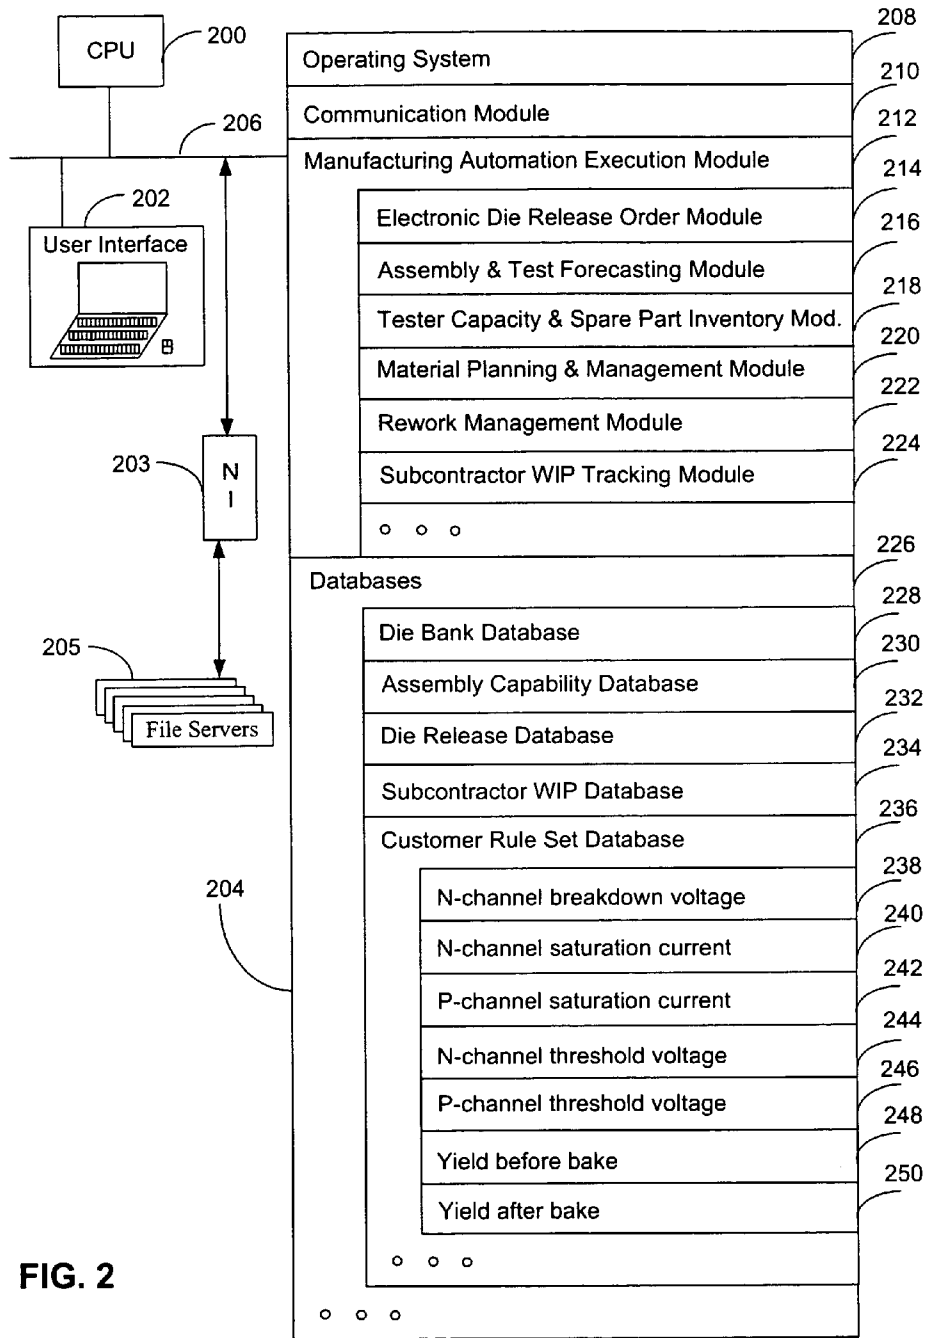 CPU
200
206
202
User Interface
203
N
I
205
File Servers
204
208
Operating System
210
Communication Module
212
Manufacturing Automation Execution Module
214
Electronic Die Release Order Module
216
Assembly & Test Forecasting Module
218
Tester Capacity & Spare Part Inventory Mod.
220
Material Planning & Management Module
222
Rework Management Module
224
Subcontractor WIP Tracking Module
226
Databases
228
Die Bank Database
230
Assembly Capability Database
232
Die Release Database
234
Subcontractor WIP Database
236
Customer Rule Set Database
238
N-channel breakdown voltage
240
N-channel saturation current
242
P-channel saturation current
244
N-channel threshold voltage
246
P-channel threshold voltage
248
Yield before bake
250
Yield after bake
FIG. 2